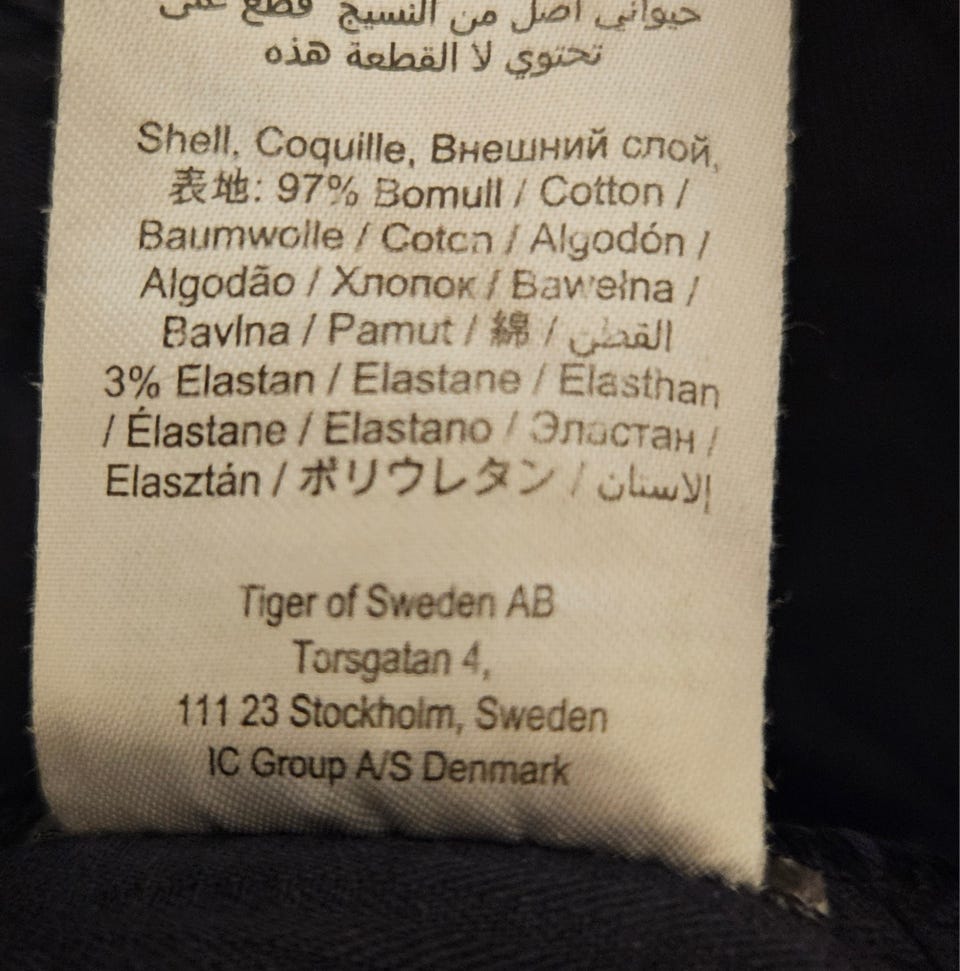 حيواني أصل من النسيج قطع على
تحتوي لا القطعة هذه
Shell, Coquille, Внешний слой,
表地: 97% Bomull / Cotton /
Baumwolle / Coton / Algodón /
Algodão / Хлопок / Bawełna /
Bavlna / Pamut / 綿 / القطن
3% Elastan / Elastane / Elasthan
/ Élastane / Elastano / Эластан /
Elasztán / ポリウレタン / إلاستان
Tiger of Sweden AB
Torsgatan 4,
111 23 Stockholm, Sweden
IC Group A/S Denmark